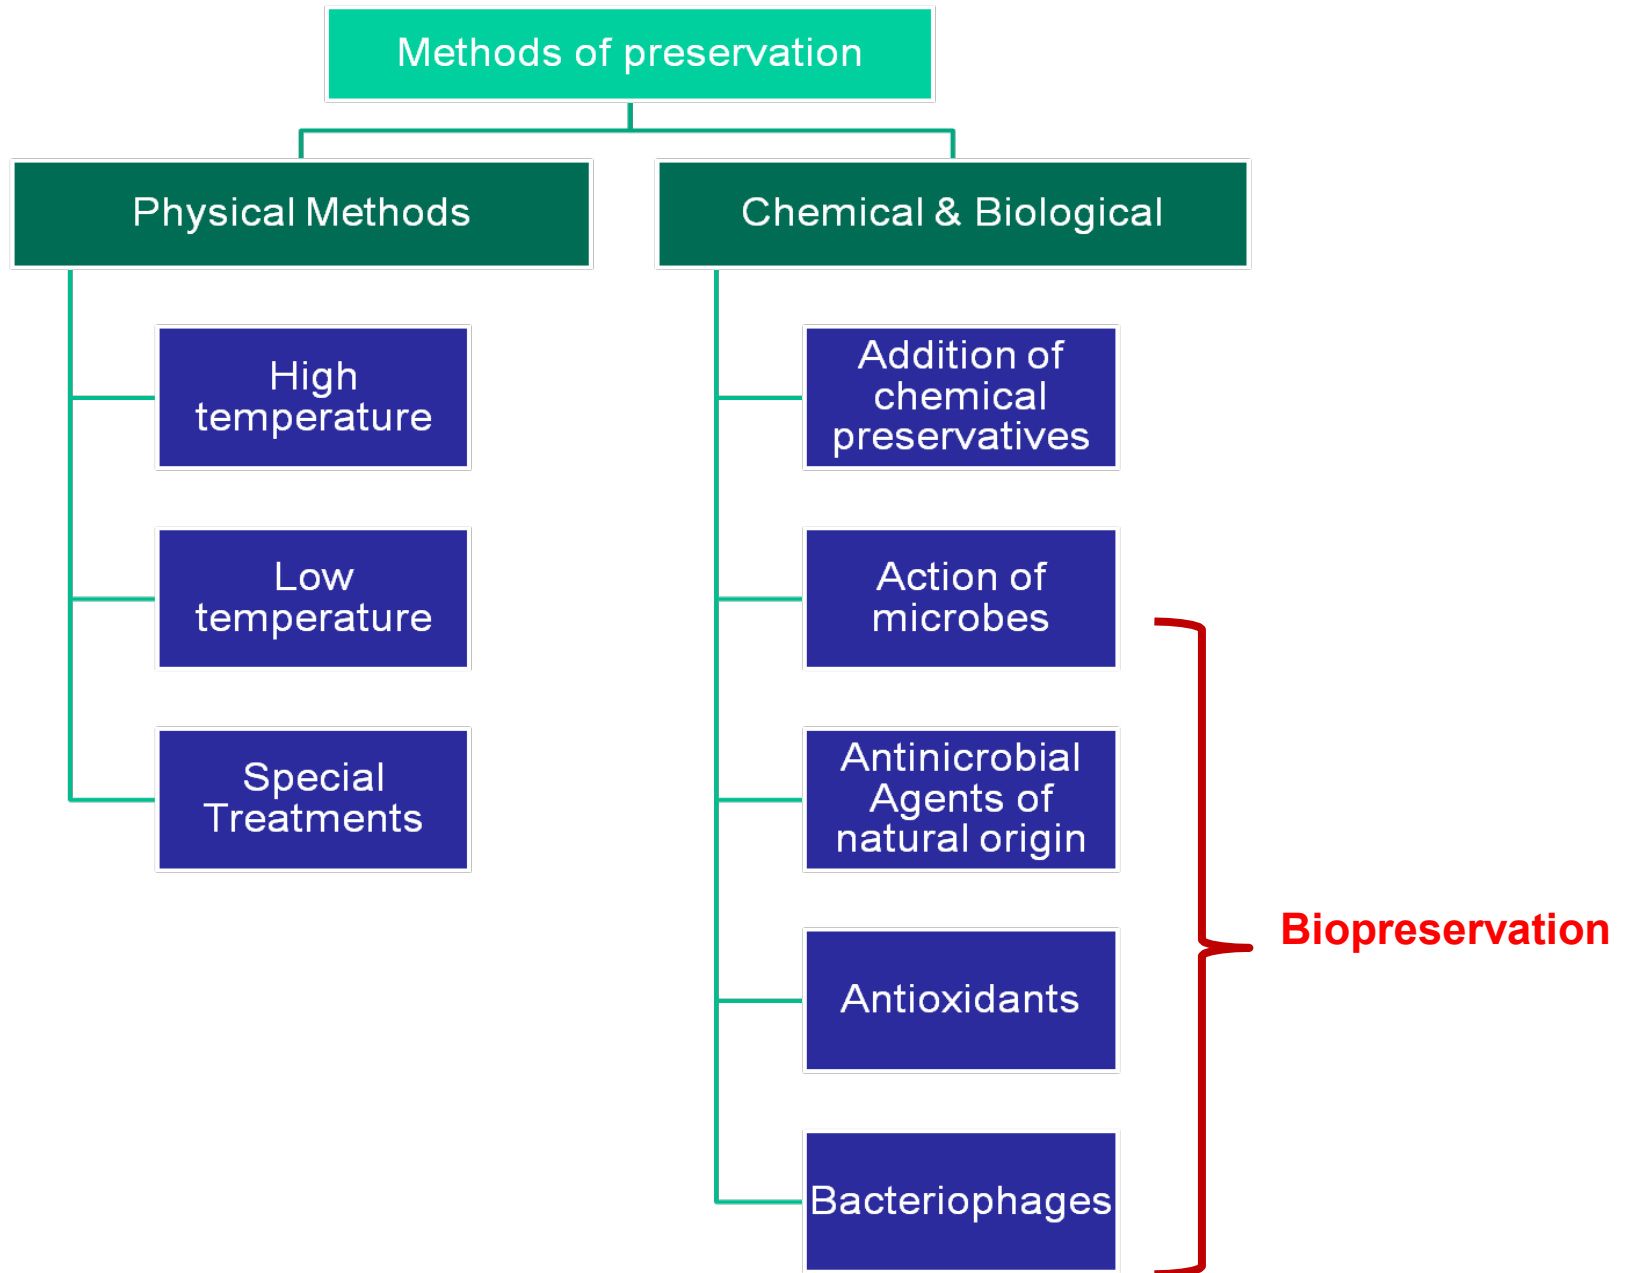 Methods of preservation
Physical Methods
Chemical & Biological
High
temperature
Low
temperature
Special
Treatments
Addition of
chemical
preservatives
Action of
microbes
Antinicrobial
Agents of
natural origin
Antioxidants
Bacteriophages
Biopreservation